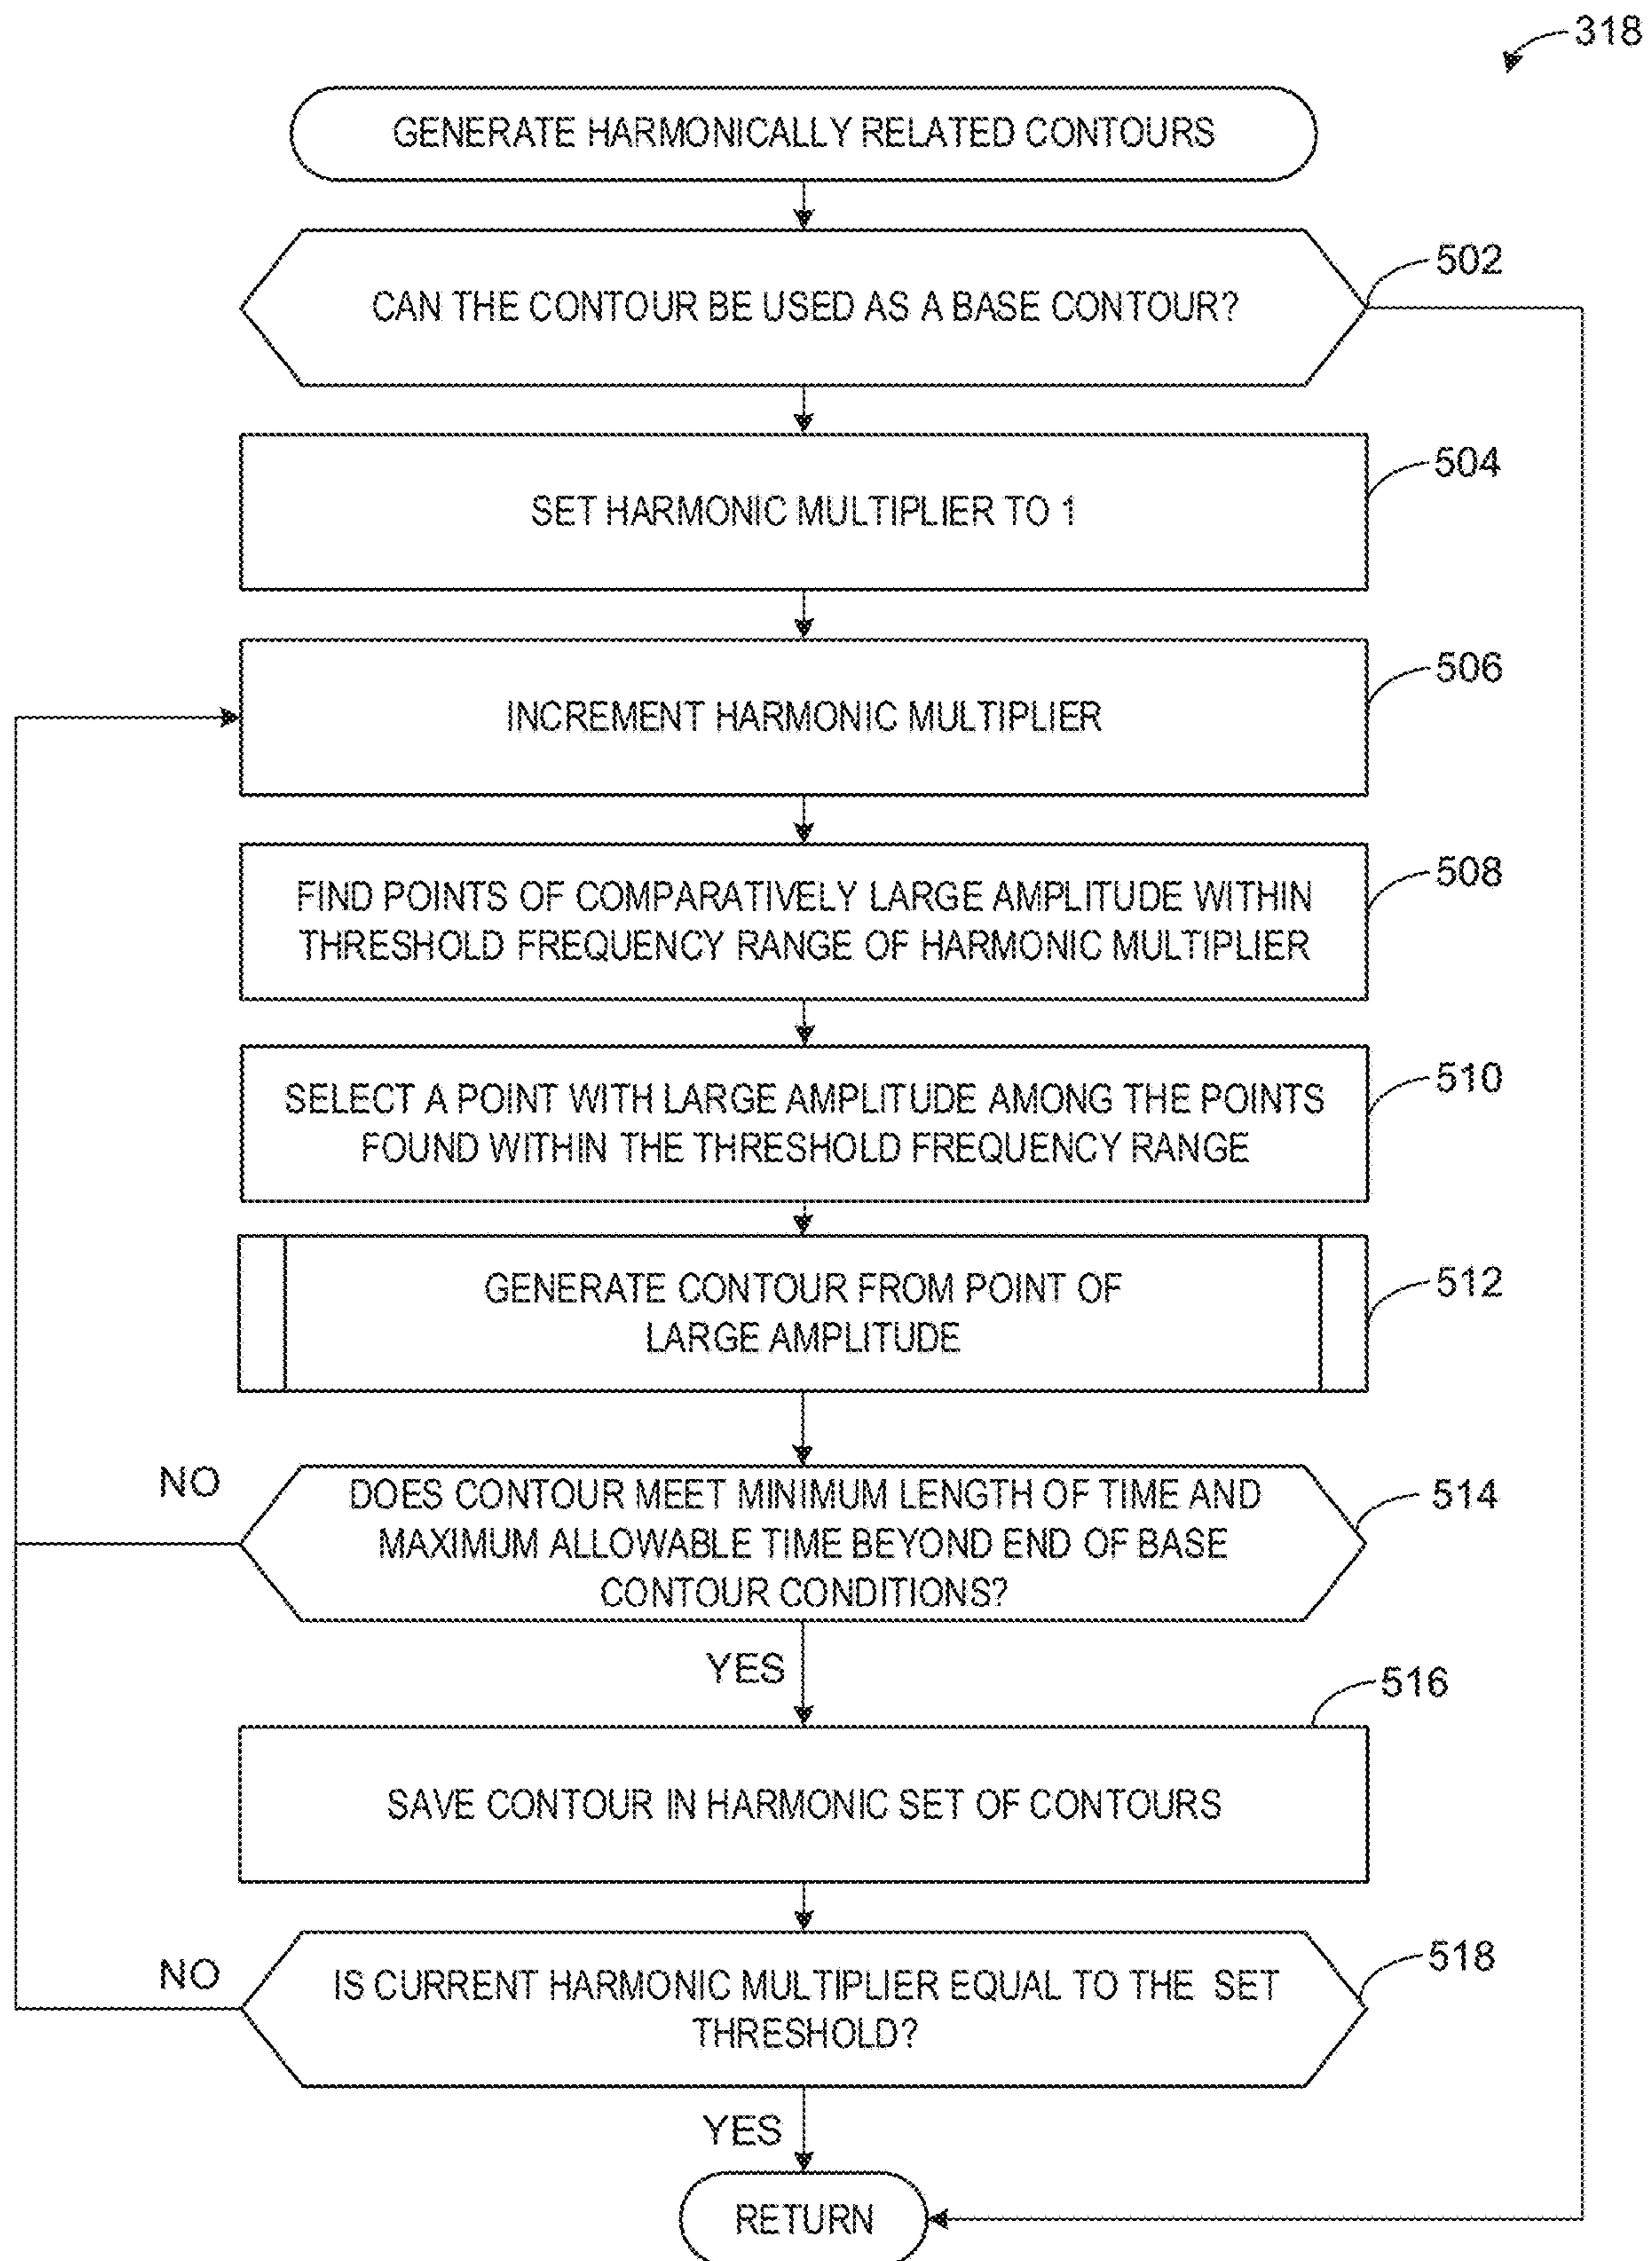 318
GENERATE HARMONICALLY RELATED CONTOURS
502
CAN THE CONTOUR BE USED AS A BASE CONTOUR?
504
SET HARMONIC MULTIPLIER TO 1
506
INCREMENT HARMONIC MULTIPLIER
508
FIND POINTS OF COMPARATIVELY LARGE AMPLITUDE WITHIN
THRESHOLD FREQUENCY RANGE OF HARMONIC MULTIPLIER
510
SELECT A POINT WITH LARGE AMPLITUDE AMONG THE POINTS
FOUND WITHIN THE THRESHOLD FREQUENCY RANGE
512
GENERATE CONTOUR FROM POINT OF
LARGE AMPLITUDE
NO
514
DOES CONTOUR MEET MINIMUM LENGTH OF TIME AND
MAXIMUM ALLOWABLE TIME BEYOND END OF BASE
CONTOUR CONDITIONS?
YES
516
SAVE CONTOUR IN HARMONIC SET OF CONTOURS
NO
518
IS CURRENT HARMONIC MULTIPLIER EQUAL TO THE SET
THRESHOLD?
YES
RETURN